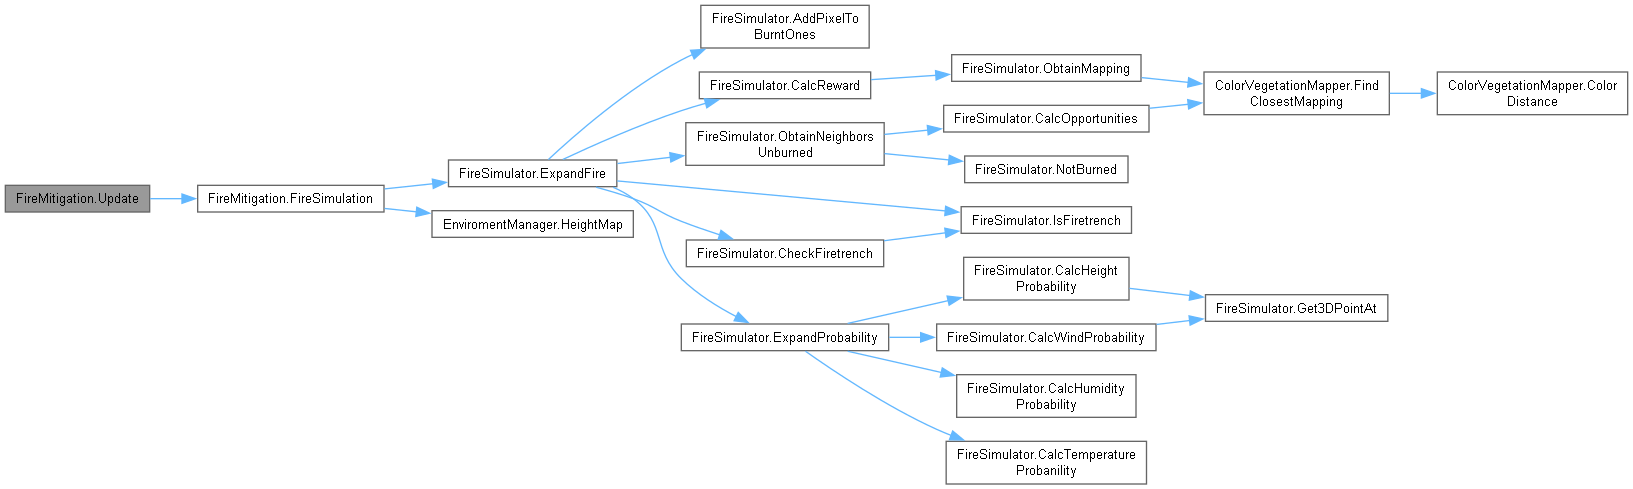 FireMitigation.Update
FireMitigation.FireSimulation
FireSimulator.ExpandFire
EnviromentManager.HeightMap
FireSimulator.AddPixelTo
BurntOnes
FireSimulator.CalcReward
FireSimulator.ObtainNeighbors
Unburned
FireSimulator.CheckFiretrench
FireSimulator.ExpandProbability
FireSimulator.ObtainMapping
FireSimulator.CalcOpportunities
FireSimulator.NotBurned
FireSimulator.IsFiretrench
FireSimulator.CalcHeight
Probability
FireSimulator.CalcWindProbability
FireSimulator.CalcHumidity
Probability
FireSimulator.CalcTemperature
Probanility
ColorVegetationMapper.Find
ClosestMapping
FireSimulator.Get3DPointAt
ColorVegetationMapper.Color
Distance